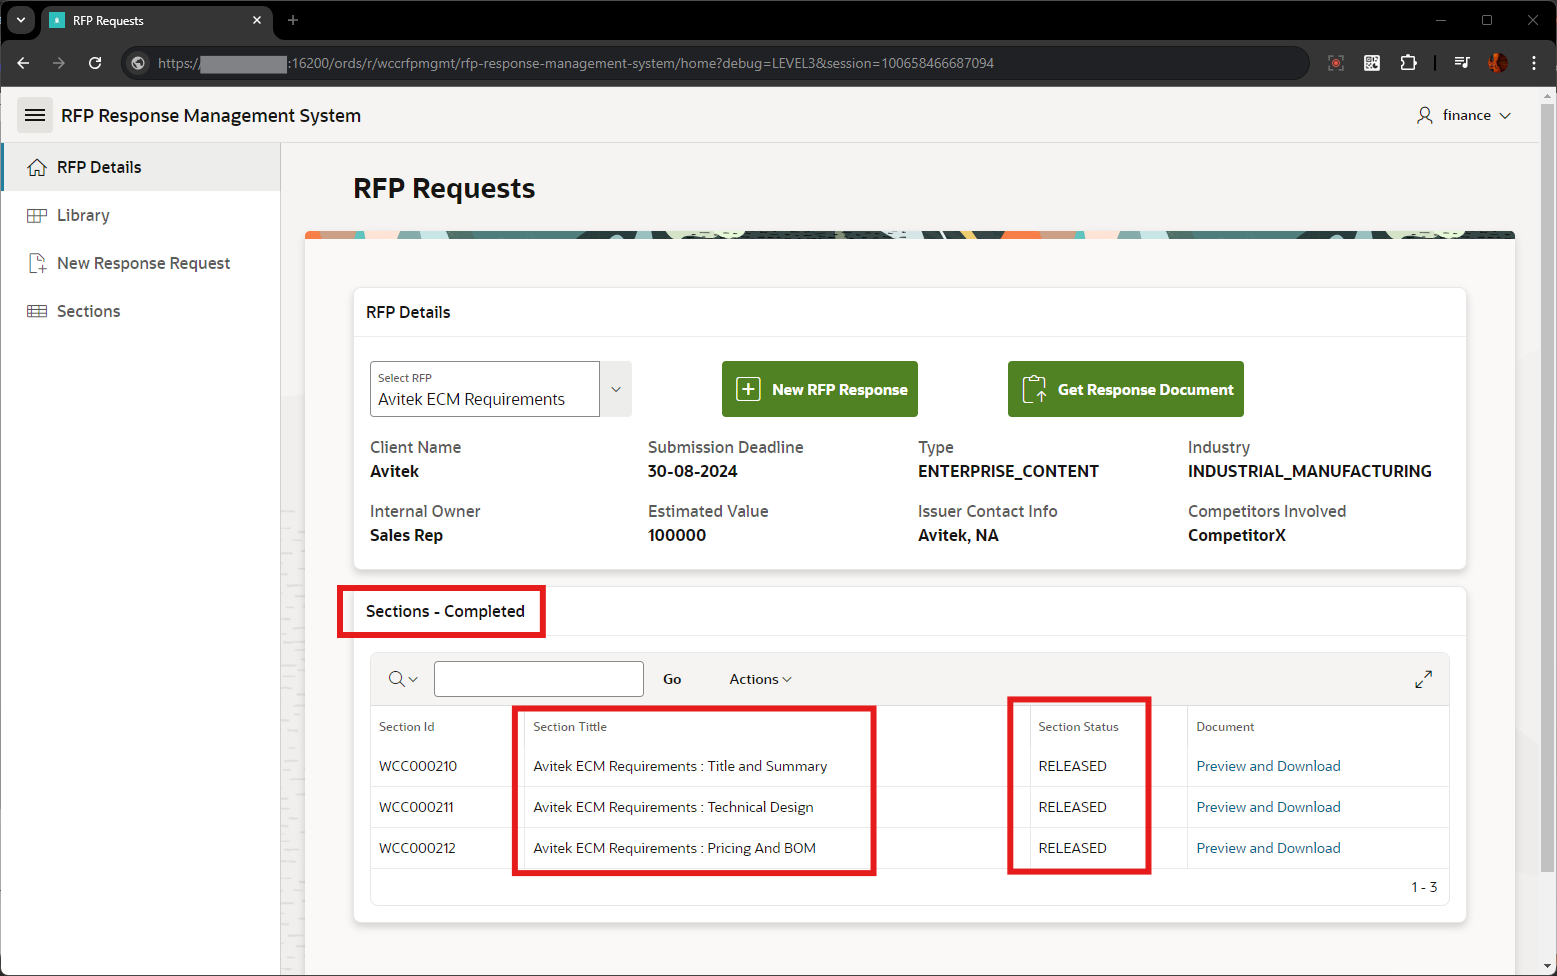 RFP Requests
https://
:16200/ords/r/wccrfpmgmt/rfp-response-management-system/home?debug=LEVEL3&session=100658466687094
RFP Response Management System
finance
RFP Details
Library
New Response Request
Sections
RFP Requests
RFP Details
Select RFP
Avitek ECM Requirements
New RFP Response
Get Response Document
Client Name
Avitek
Submission Deadline
30-08-2024
Type
ENTERPRISE_CONTENT
Industry
INDUSTRIAL_MANUFACTURING
Internal Owner
Sales Rep
Estimated Value
100000
Issuer Contact Info
Avitek, NA
Competitors Involved
CompetitorX
Sections - Completed
Go
Actions
Section Id Section Tittle Section Status Document
WCC000210 Avitek ECM Requirements : Title and Summary RELEASED Preview and Download
WCC000211 Avitek ECM Requirements : Technical Design RELEASED Preview and Download
WCC000212 Avitek ECM Requirements : Pricing And BOM RELEASED Preview and Download
1 - 3